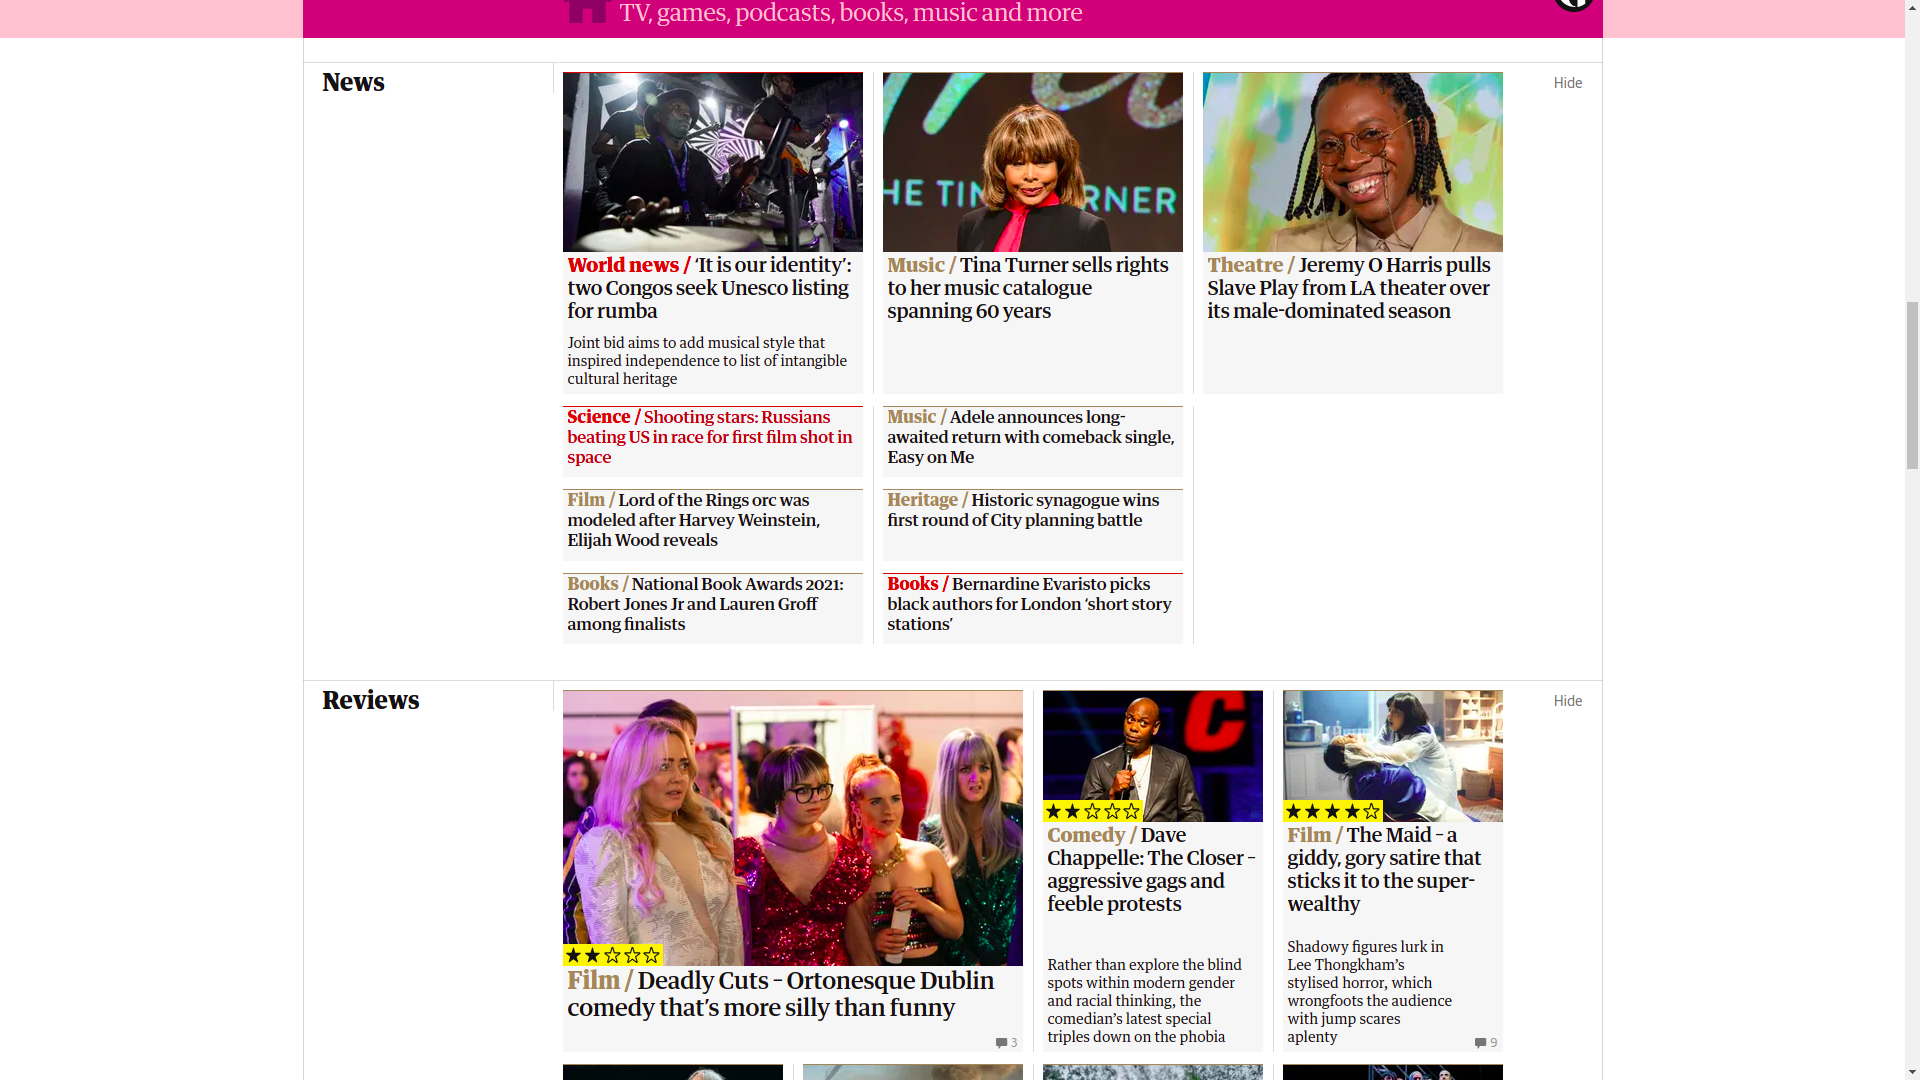 TV, games, podcasts, books, music and more
News
Hide
HE TIN RNER
World news / ‘It is our identity’:
two Congos seek Unesco listing
for rumba
Joint bid aims to add musical style that
inspired independence to list of intangible
cultural heritage
Music / Tina Turner sells rights
to her music catalogue
spanning 60 years
Theatre / Jeremy O Harris pulls
Slave Play from LA theater over
its male-dominated season
Science / Shooting stars: Russians
beating US in race for first film shot in
space
Music / Adele announces long-
awaited return with comeback single,
Easy on Me
Film / Lord of the Rings orc was
modeled after Harvey Weinstein,
Elijah Wood reveals
Heritage / Historic synagogue wins
first round of City planning battle
Books / National Book Awards 2021:
Robert Jones Jr and Lauren Groff
among finalists
Books / Bernardine Evaristo picks
black authors for London ‘short story
stations’
Reviews
Hide
Film / Deadly Cuts – Ortonesque Dublin
comedy that’s more silly than funny
3
C
Comedy / Dave
Chappelle: The Closer –
aggressive gags and
feeble protests
Rather than explore the blind
spots within modern gender
and racial thinking, the
comedian’s latest special
triples down on the phobia
Film / The Maid – a
giddy, gory satire that
sticks it to the super-
wealthy
Shadowy figures lurk in
Lee Thongkham’s
stylised horror, which
wrongfoots the audience
with jump scares
aplenty
9